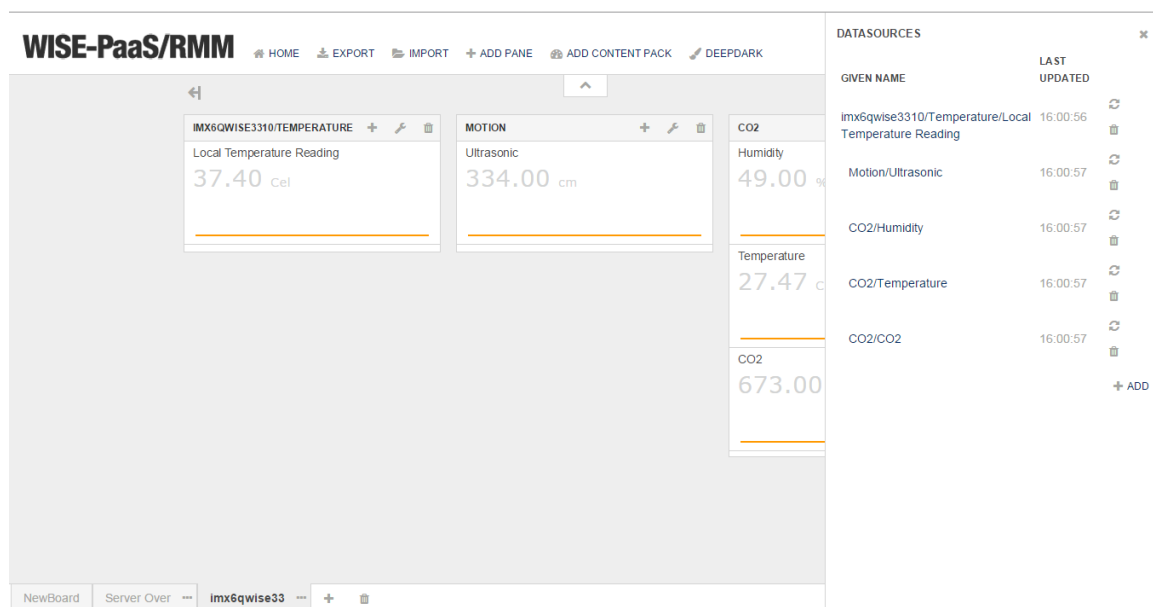 WISE-PaaS/RMM
HOME EXPORT IMPORT ADD PANE ADD CONTENT PACK DEEPDARK
IMX6QWISE3310/TEMPERATURE
Local Temperature Reading
37.40 Cel
MOTION
Ultrasonic
334.00 cm
CO2
Humidity
49.00 %
Temperature
27.47 C
CO2
673.00
DATASOURCES
GIVEN NAME
LAST
UPDATED
imx6qwise3310/Temperature/Local 16:00:56
Temperature Reading
Motion/Ultrasonic 16:00:57
CO2/Humidity 16:00:57
CO2/Temperature 16:00:57
CO2/CO2 16:00:57
ADD
NewBoard Server Over imx6qwise33